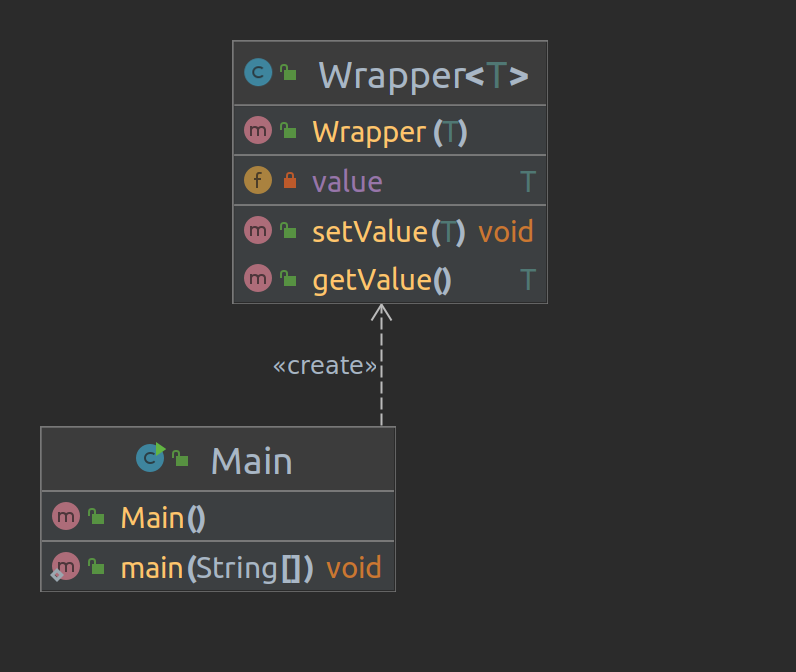 C Wrapper<T>
m Wrapper(T)
f value T
m setValue(T) void
m getValue() T
«create»
C Main
m Main()
m main(String[]) void